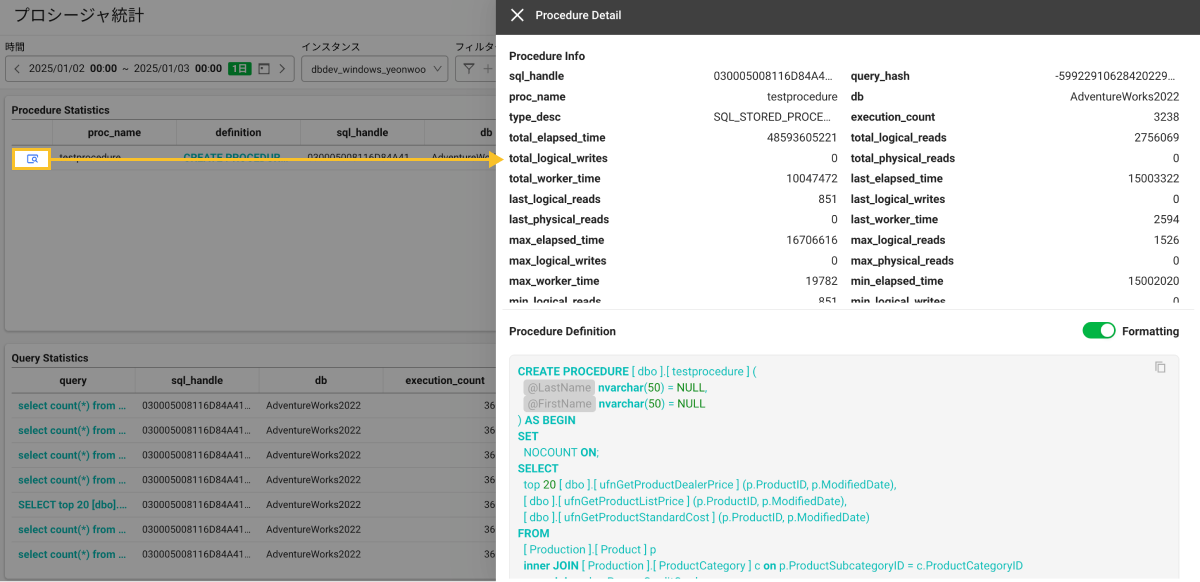 プロシージャ統計
時間
インスタンス
フィルター
2025/01/02 00:00 ~ 2025/01/03 00:00 1日
dbdev_windows_yeonwoo
Procedure Statistics
proc_name definition sql_handle db
testprocedure CREATE PROCEDUR 030005008116D84A41 AdventureWo
Query Statistics
query sql_handle db execution_count
select count(*) from ... 030005008116D84A41... AdventureWorks2022 36
select count(*) from ... 030005008116D84A41... AdventureWorks2022 36
select count(*) from ... 030005008116D84A41... AdventureWorks2022 36
select count(*) from ... 030005008116D84A41... AdventureWorks2022 36
SELECT top 20 [dbo].... 030005008116D84A41... AdventureWorks2022 36
select count(*) from ... 030005008116D84A41... AdventureWorks2022 36
select count(*) from ... 030005008116D84A41... AdventureWorks2022 36
Procedure Detail
Procedure Info
sql_handle 030005008116D84A4... query_hash -59922910628420229...
proc_name testprocedure db AdventureWorks2022
type_desc SQL_STORED_PROCE... execution_count 3238
total_elapsed_time 48593605221 total_logical_reads 2756069
total_logical_writes 0 total_physical_reads 0
total_worker_time 10047472 last_elapsed_time 15003322
last_logical_reads 851 last_logical_writes 0
last_physical_reads 0 last_worker_time 2594
max_elapsed_time 16706616 max_logical_reads 1526
max_logical_writes 0 max_physical_reads 0
max_worker_time 19782 min_elapsed_time 15002020
min_logical_reads 851 min_logical_writes 0
Procedure Definition
Formatting
CREATE PROCEDURE [ dbo ].[ testprocedure ] (
@LastName nvarchar(50) = NULL,
@FirstName nvarchar(50) = NULL
) AS BEGIN
SET
NOCOUNT ON;
SELECT
top 20 [ dbo ].[ ufnGetProductDealerPrice ] (p.ProductID, p.ModifiedDate),
[ dbo ].[ ufnGetProductListPrice ] (p.ProductID, p.ModifiedDate),
[ dbo ].[ ufnGetProductStandardCost ] (p.ProductID, p.ModifiedDate)
FROM
[ Production ].[ Product ] p
inner JOIN [ Production ].[ ProductCategory ] c on p.ProductSubcategoryID = c.ProductCategoryID